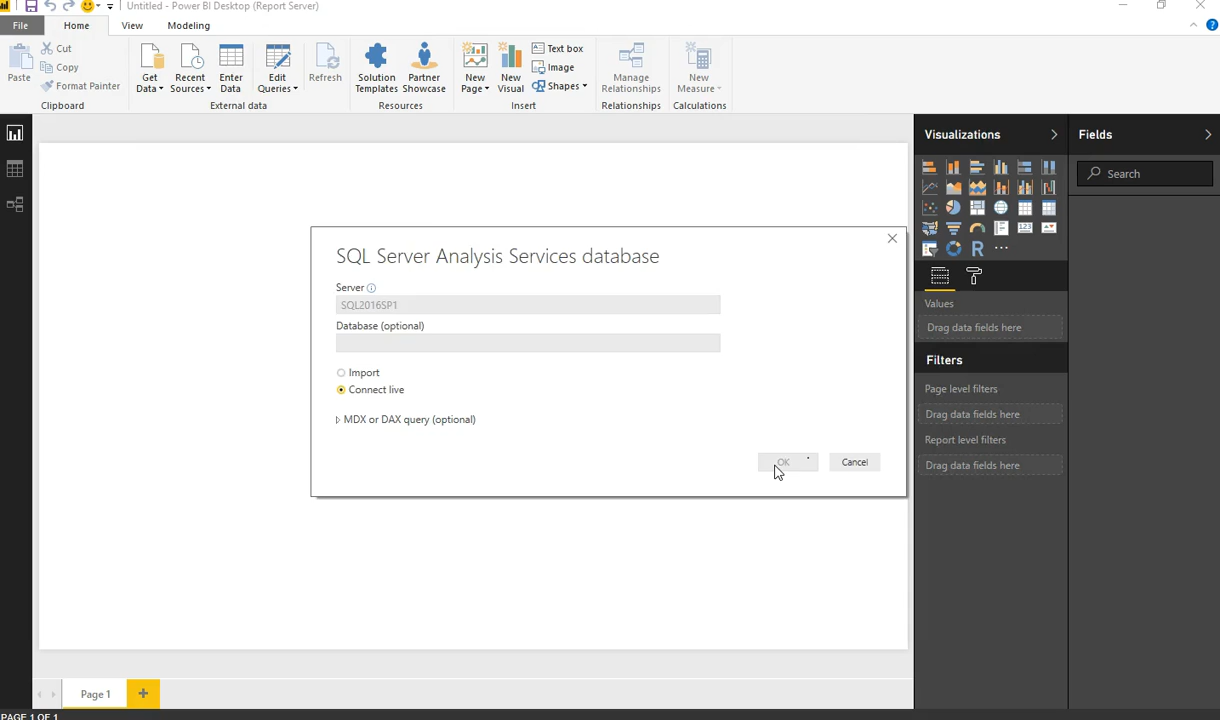 Untitled - Power BI Desktop (Report Server)
File
Home
View
Modeling
Paste
Cut
Copy
Format Painter
Clipboard
Get
Data
Recent
Sources
Enter
Data
Edit
Queries
Refresh
External data
Solution
Templates
Partner
Showcase
Resources
New
Page
New
Visual
Text box
Image
Shapes
Insert
Manage
Relationships
Relationships
New
Measure
Calculations
SQL Server Analysis Services database
Server
SQL2016SP1
Database (optional)
Import
Connect live
MDX or DAX query (optional)
OK
Cancel
Visualizations
R
123
Values
Drag data fields here
Filters
Page level filters
Drag data fields here
Report level filters
Drag data fields here
Fields
Search
Page 1
PAGE 1 OF 1